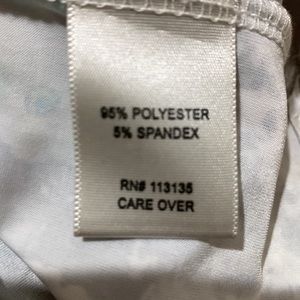 95% POLYESTER
5% SPANDEX
RN# 113135
CARE OVER